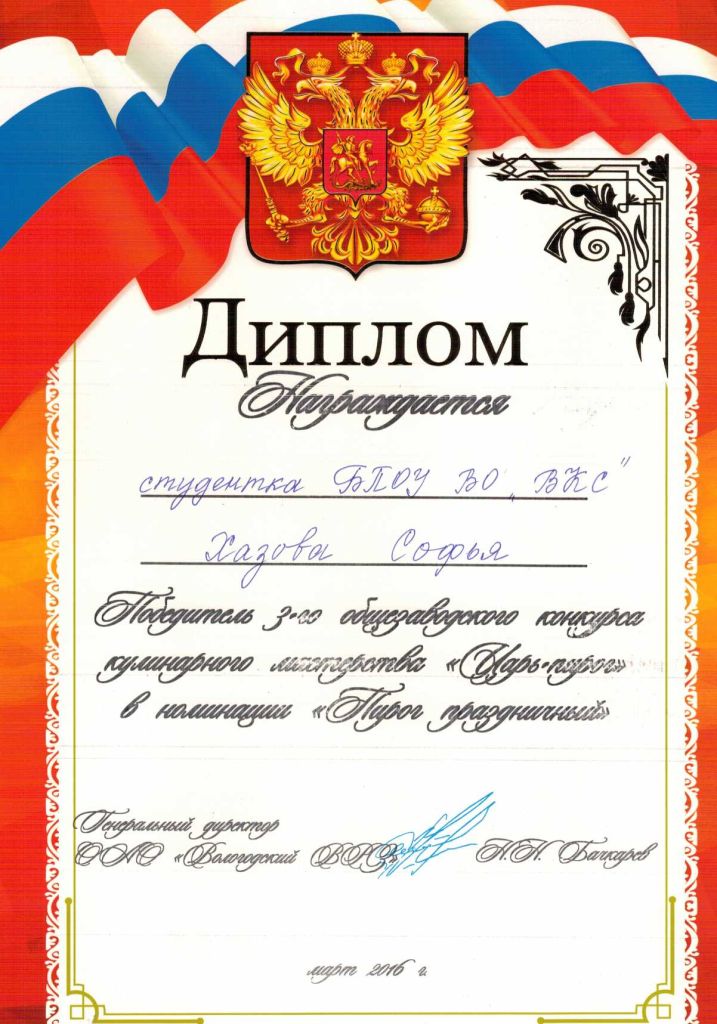 Диплом
Награждается
студентка БПОУ ВО „ВКС"
Хазова Софья
Победитель 3-го общезаводского конкурса
кулинарного мастерства «Царь-пирог»
в номинации «Пирог праздничный»
Генеральный директор
ОАО «Вологодский ВРЗ» Н.Н. Бачкарев
март 2016 г.